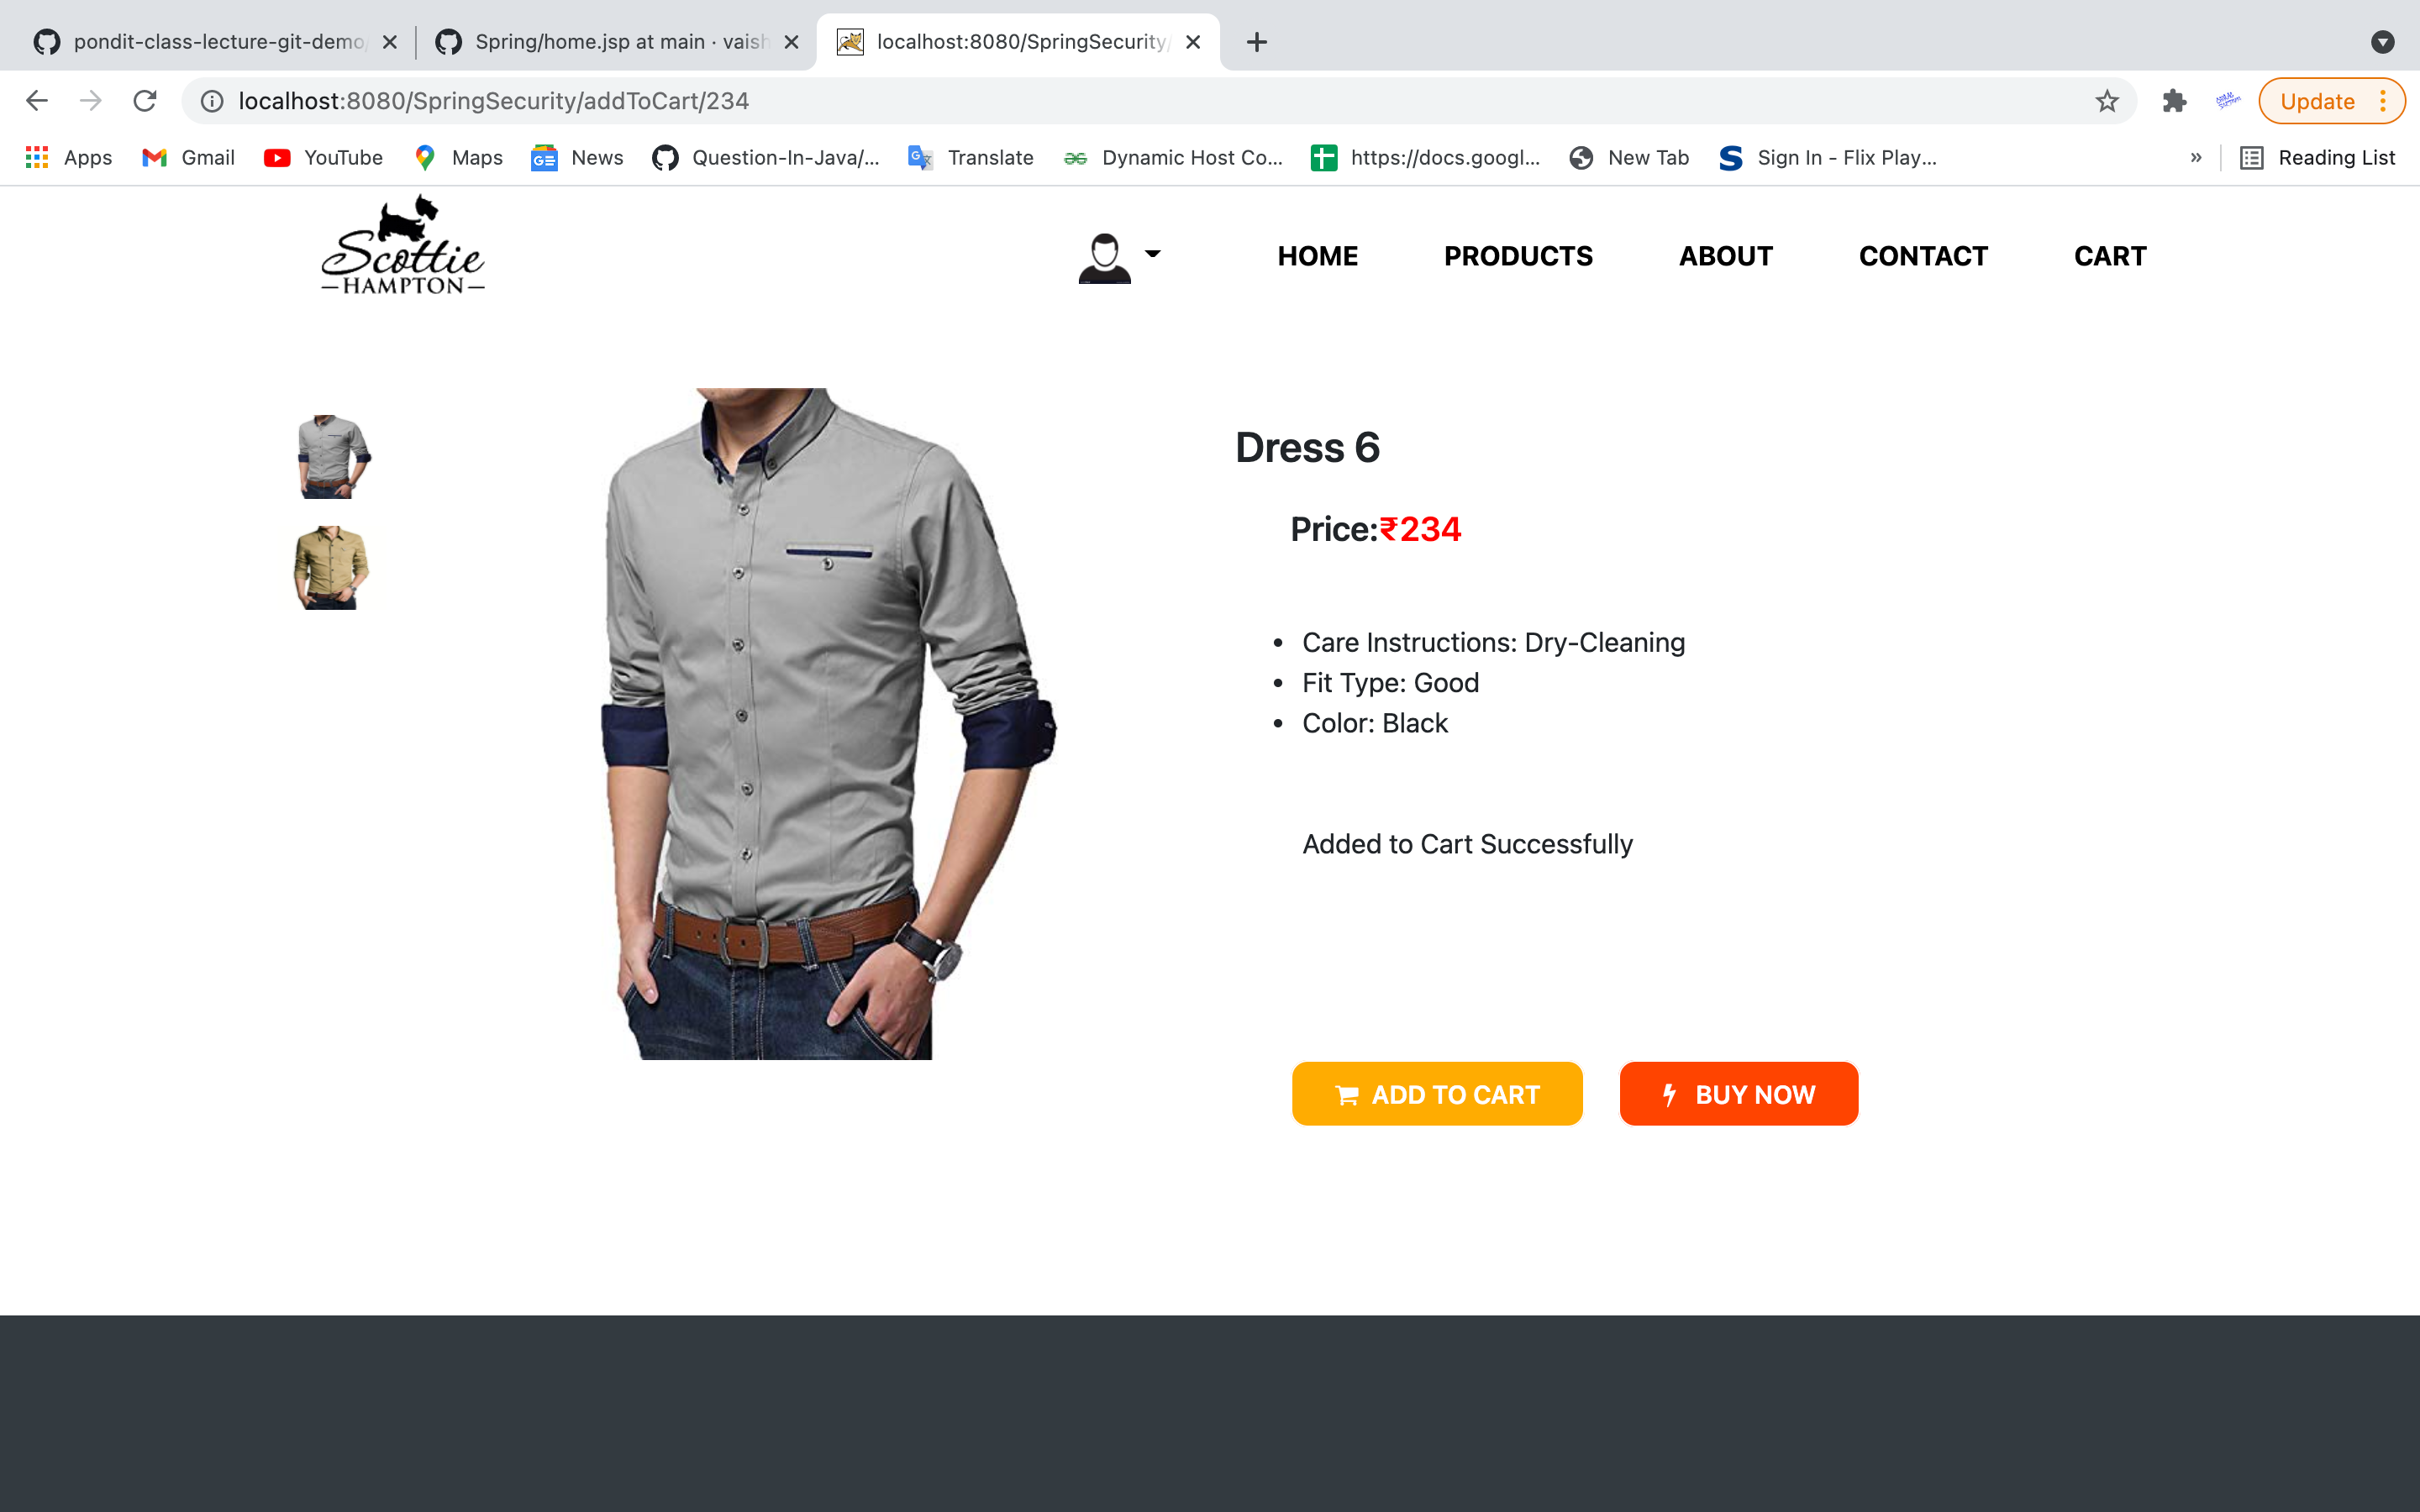 pondit-class-lecture-git-demo/
Spring/home.jsp at main · vaish
localhost:8080/SpringSecurity/
localhost:8080/SpringSecurity/addToCart/234
Update
Apps
Gmail
YouTube
Maps
News
Question-In-Java/...
Translate
Dynamic Host Co...
https://docs.googl...
New Tab
Sign In - Flix Play...
»
Reading List
Scottie
HAMPTON
HOME
PRODUCTS
ABOUT
CONTACT
CART
Dress 6
Price:₹234
• Care Instructions: Dry-Cleaning
• Fit Type: Good
• Color: Black
Added to Cart Successfully
ADD TO CART
BUY NOW